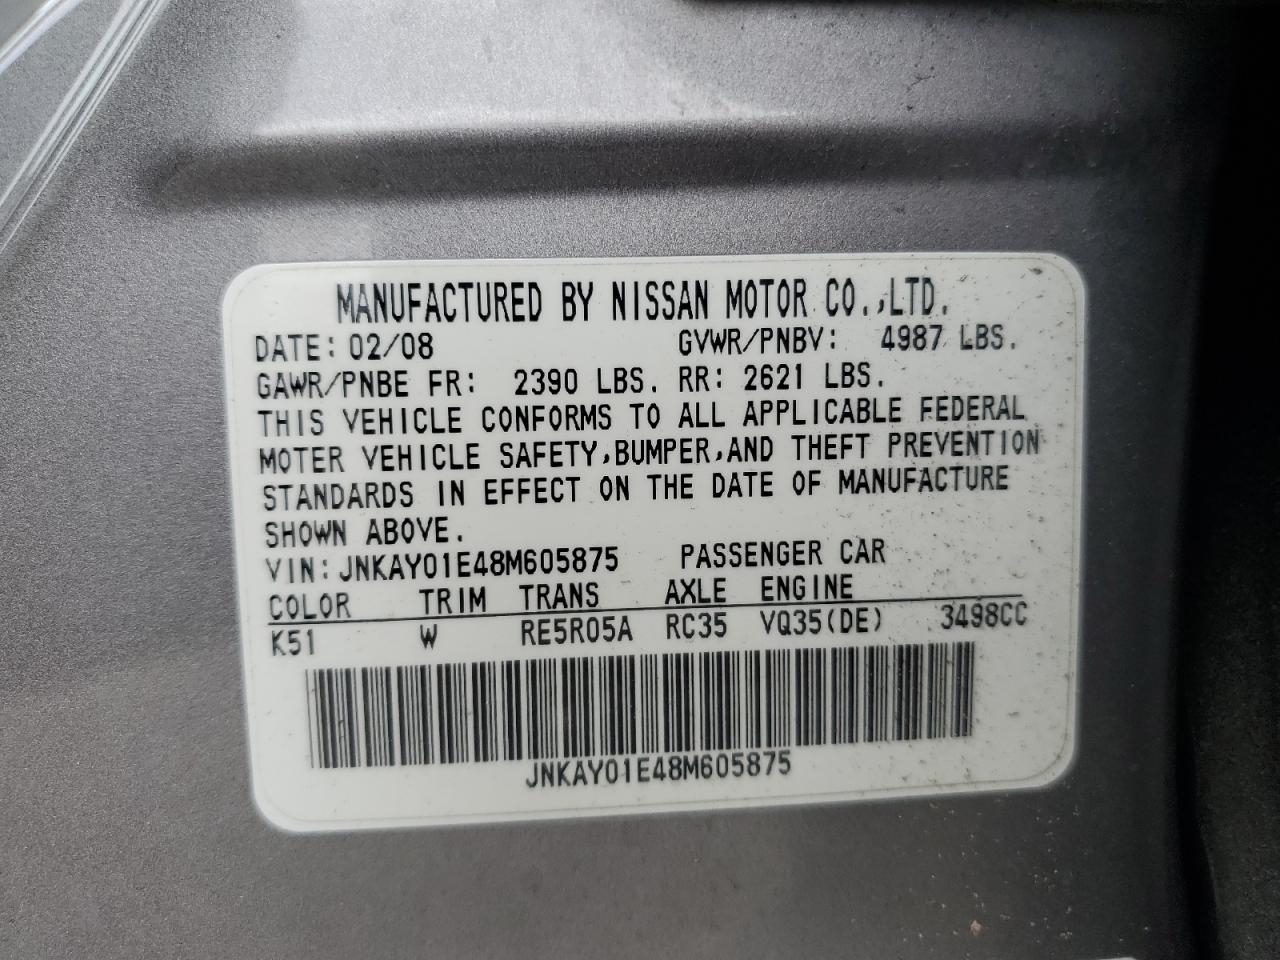 MANUFACTURED BY NISSAN MOTOR CO.,LTD.
DATE: 02/08 GVWR/PNBV: 4987 LBS.
GAWR/PNBE FR: 2390 LBS. RR: 2621 LBS.
THIS VEHICLE CONFORMS TO ALL APPLICABLE FEDERAL
MOTER VEHICLE SAFETY,BUMPER,AND THEFT PREVENTION
STANDARDS IN EFFECT ON THE DATE OF MANUFACTURE
SHOWN ABOVE.
VIN: JNKAY01E48M605875 PASSENGER CAR
COLOR TRIM TRANS AXLE ENGINE
K51 W RE5R05A RC35 VQ35(DE) 3498CC
JNKAY01E48M605875